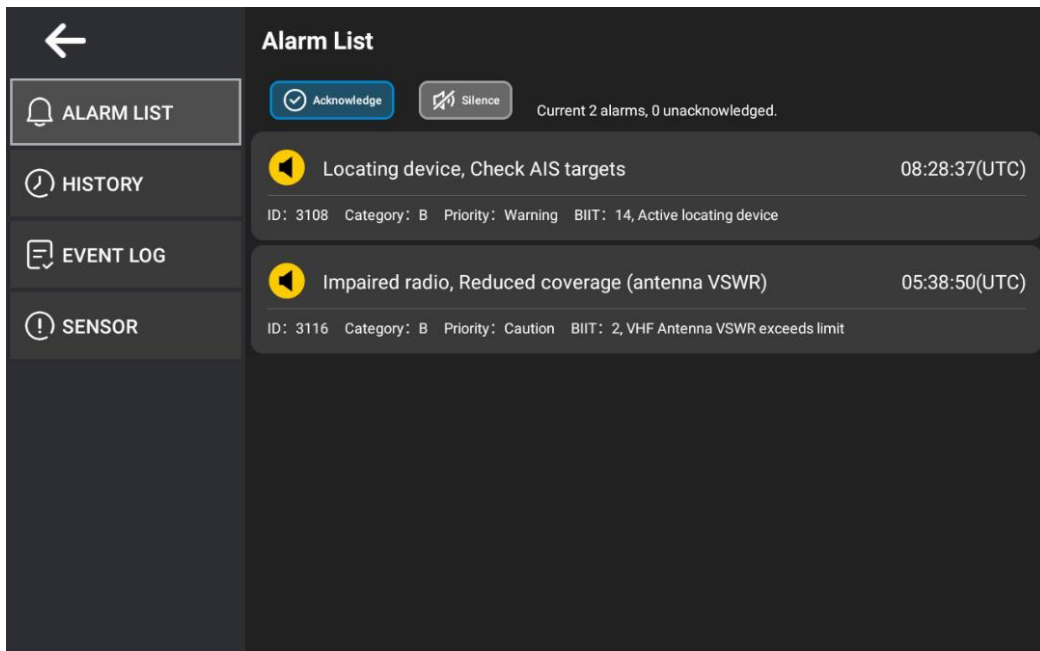 Alarm List
ALARM LIST
HISTORY
EVENT LOG
SENSOR
Acknowledge
Silence
Current 2 alarms, 0 unacknowledged.
Locating device, Check AIS targets 08:28:37(UTC)
ID: 3108 Category: B Priority: Warning BIIT: 14, Active locating device
Impaired radio, Reduced coverage (antenna VSWR) 05:38:50(UTC)
ID: 3116 Category: B Priority: Caution BIIT: 2, VHF Antenna VSWR exceeds limit